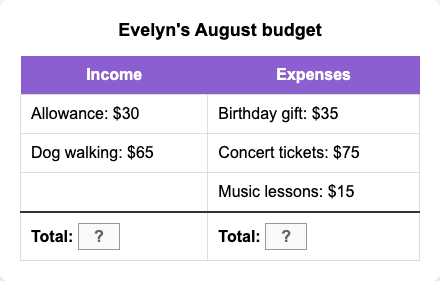 Evelyn's August budget
Income Expenses
Allowance: $30 Birthday gift: $35
Dog walking: $65 Concert tickets: $75
Music lessons: $15
Total: ? Total: ?